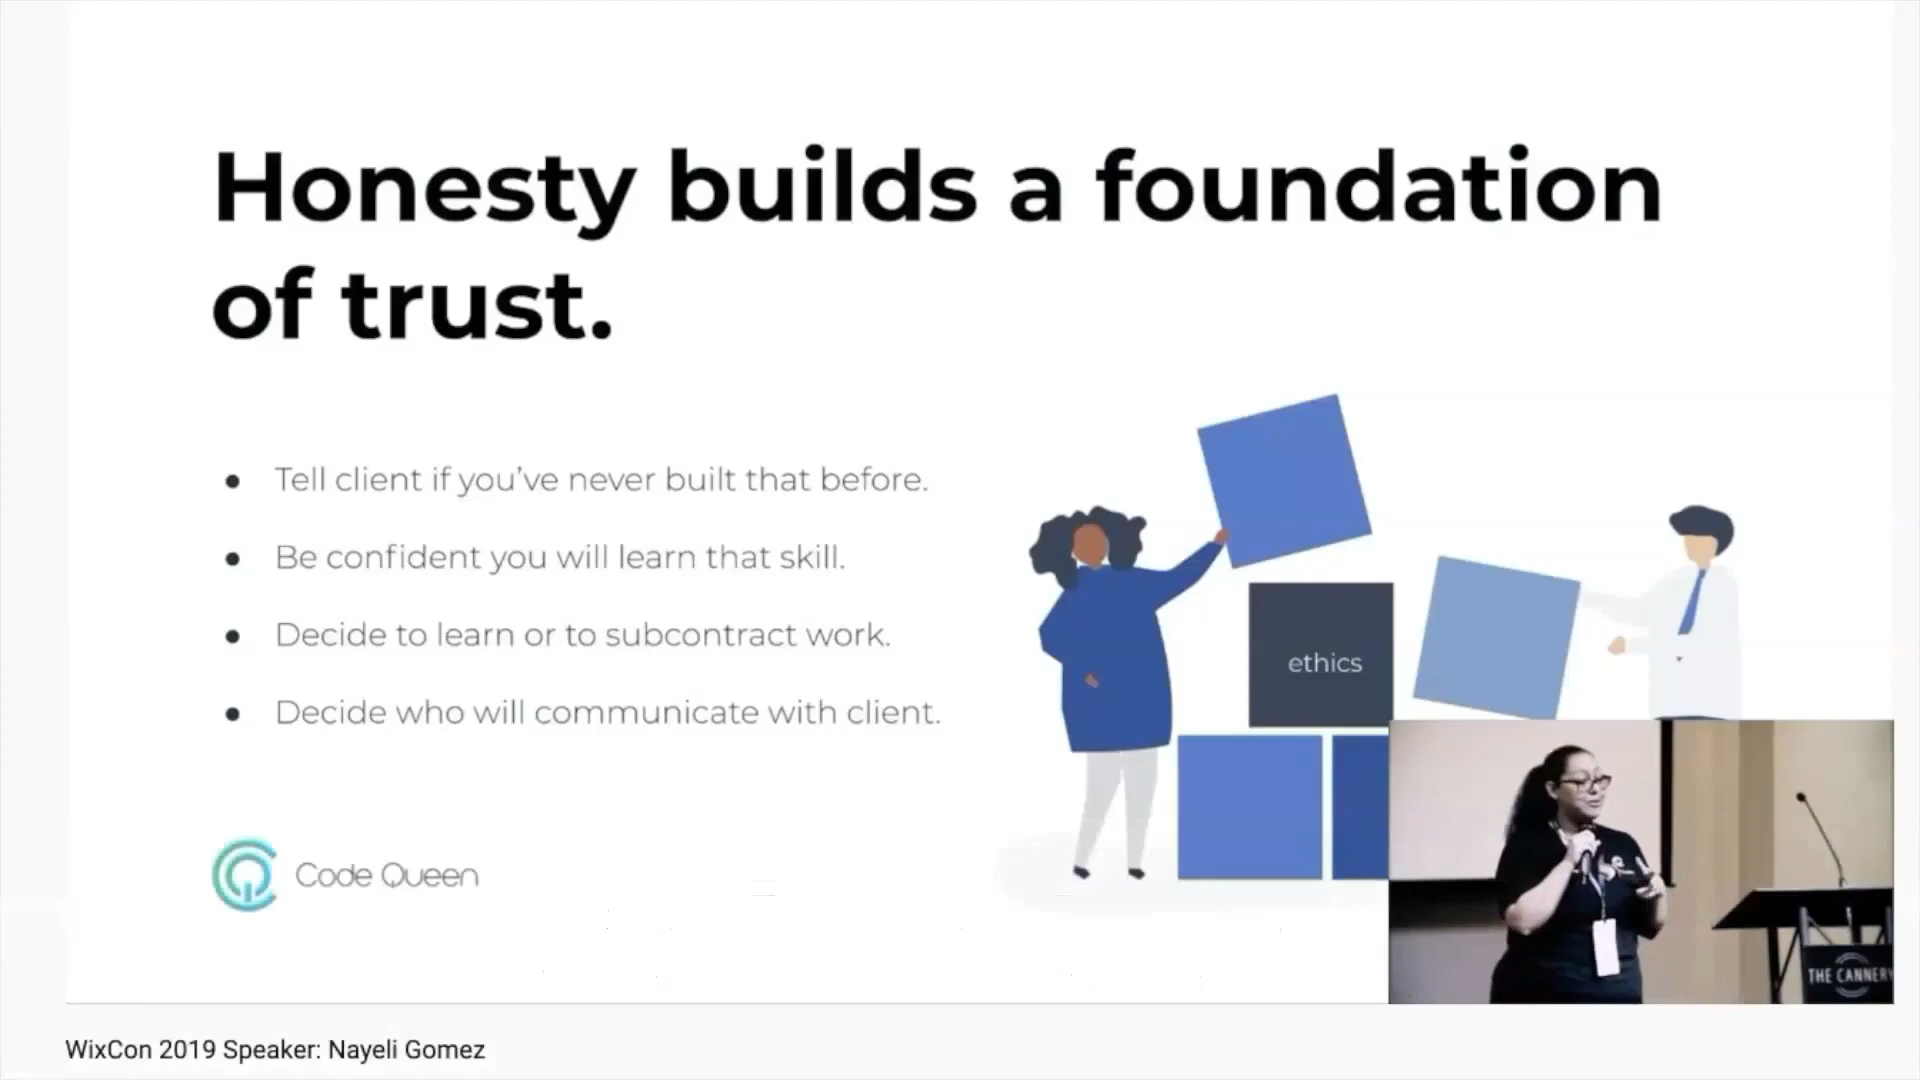 Honesty builds a foundation
of trust.
● Tell client if you’ve never built that before.
● Be confident you will learn that skill.
● Decide to learn or to subcontract work.
● Decide who will communicate with client.
ethics
Code Queen
THE CANNERY
WixCon 2019 Speaker: Nayeli Gomez